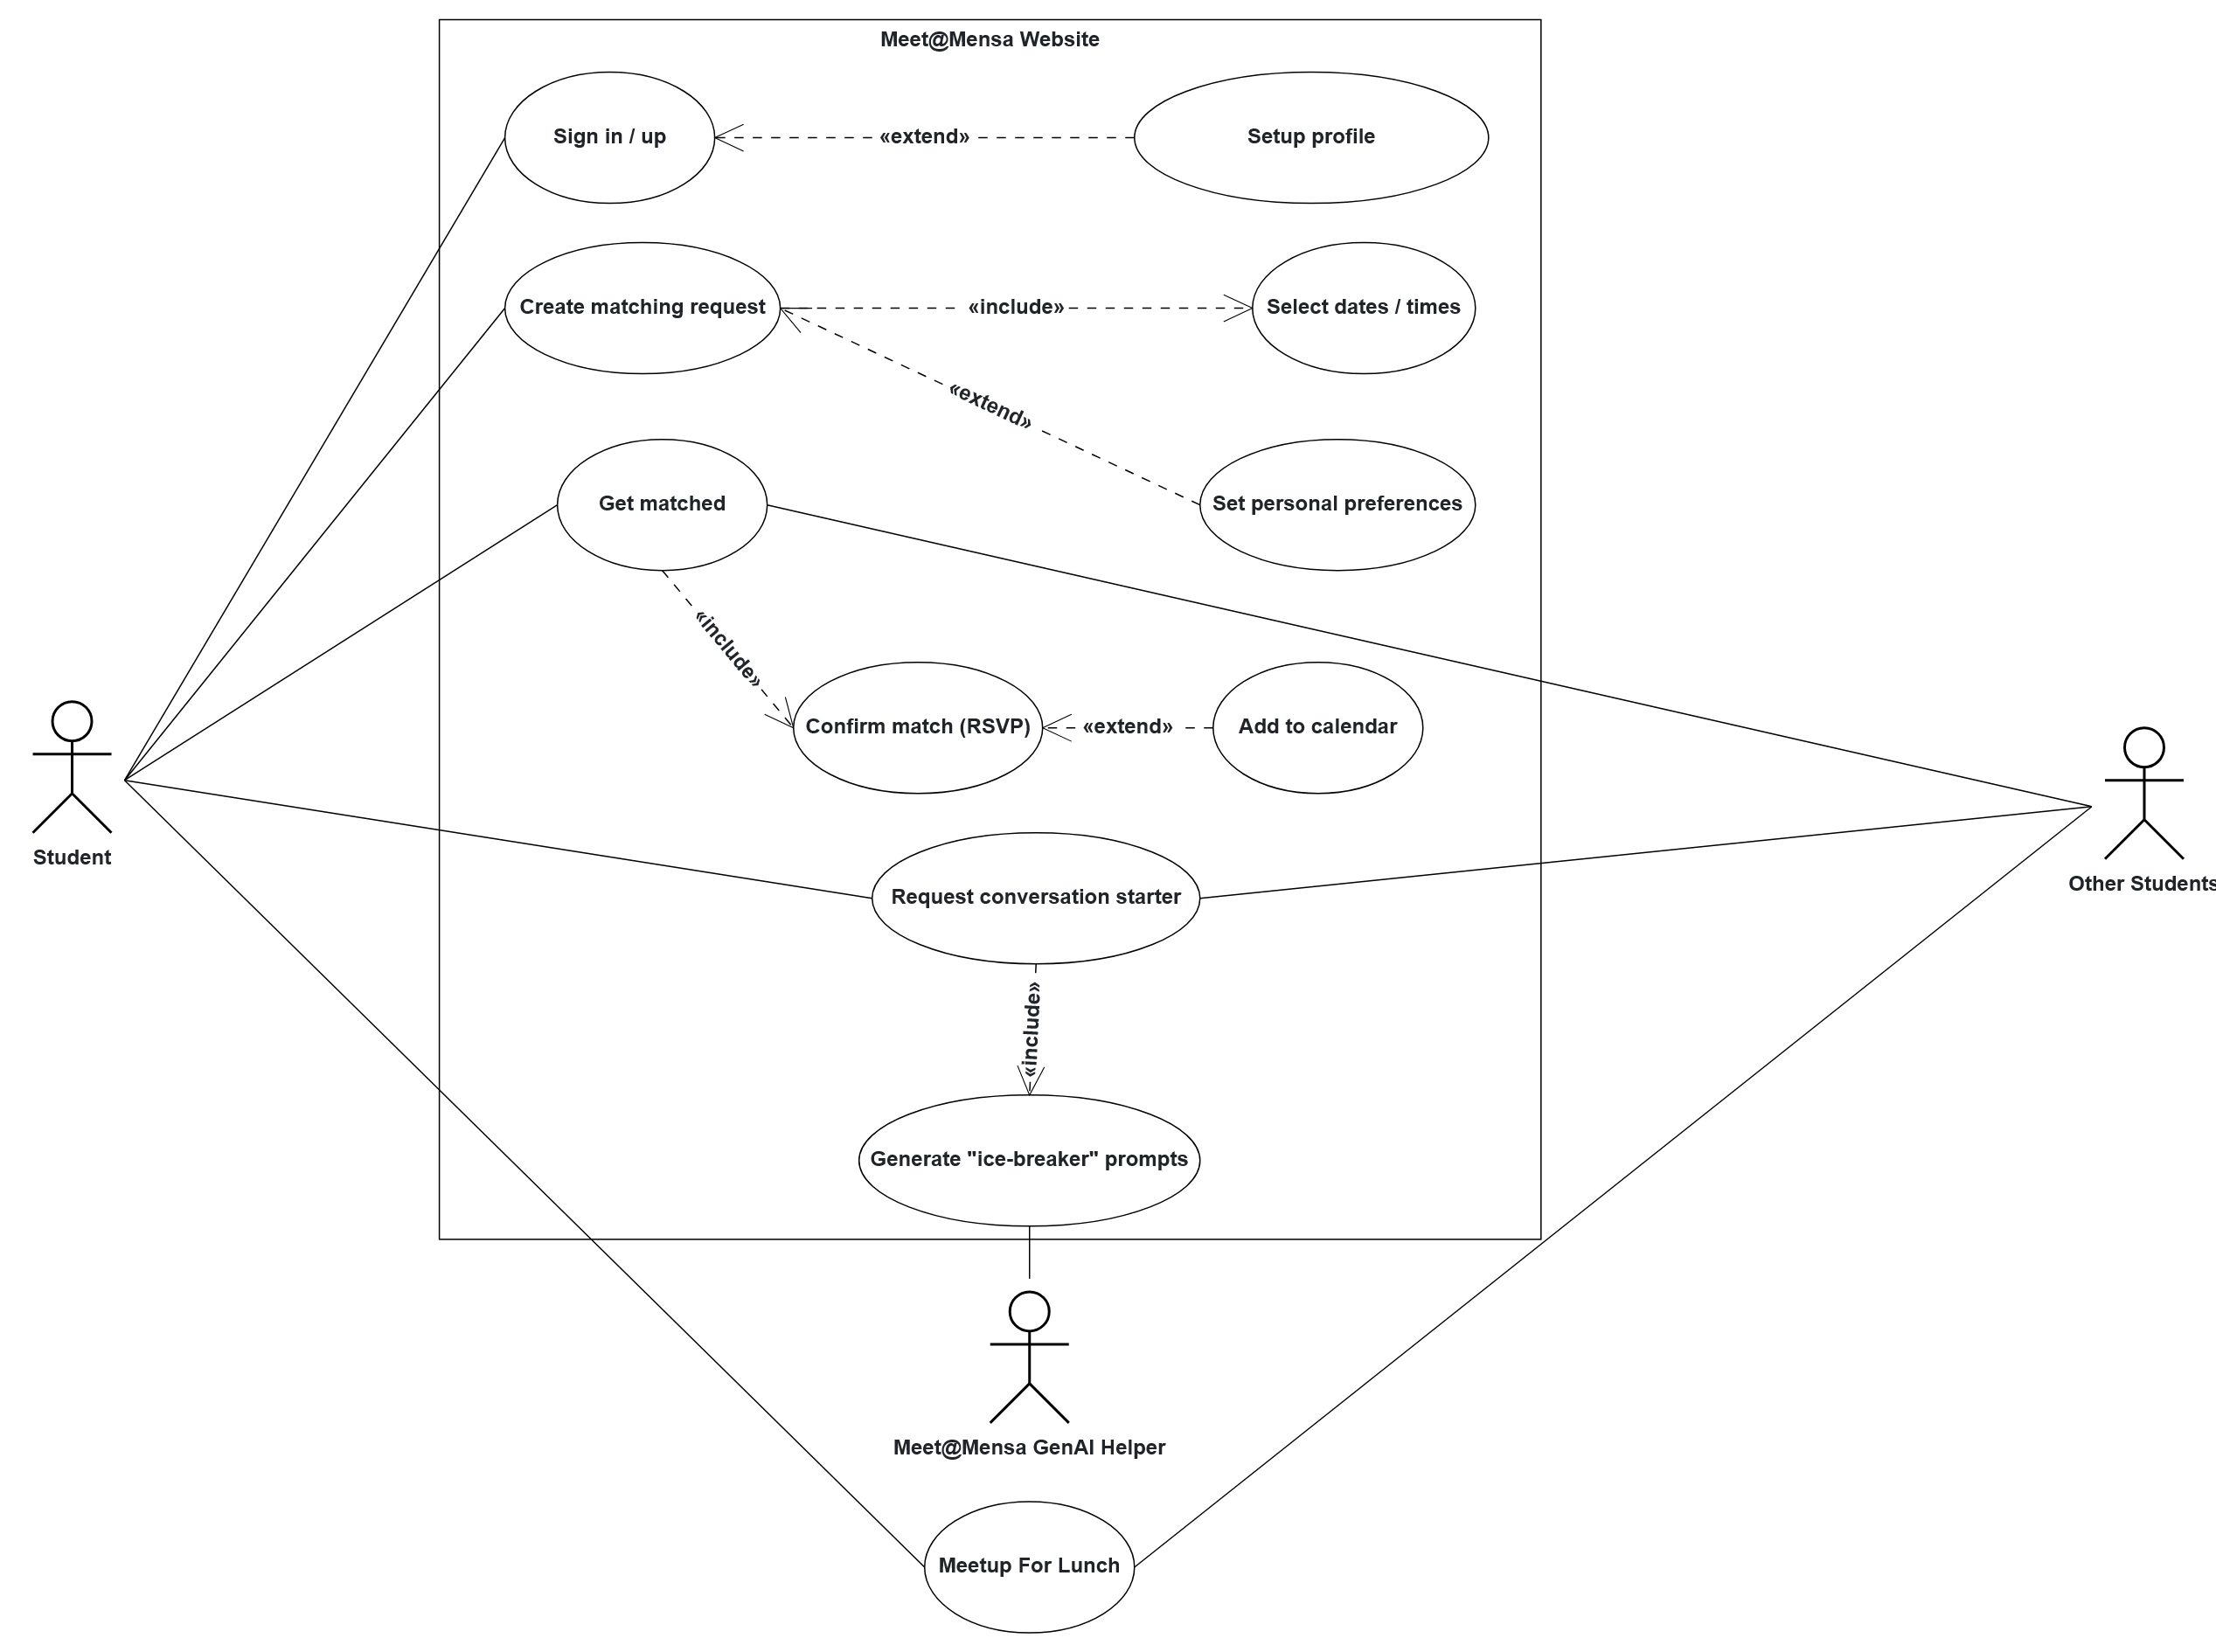 Meet@Mensa Website
Sign in / up
«extend»
Setup profile
Create matching request
«include»
Select dates / times
«extend»
Get matched
Set personal preferences
«include»
Confirm match (RSVP)
«extend»
Add to calendar
Student
Other Students
Request conversation starter
«include»
Generate "ice-breaker" prompts
Meet@Mensa GenAI Helper
Meetup For Lunch